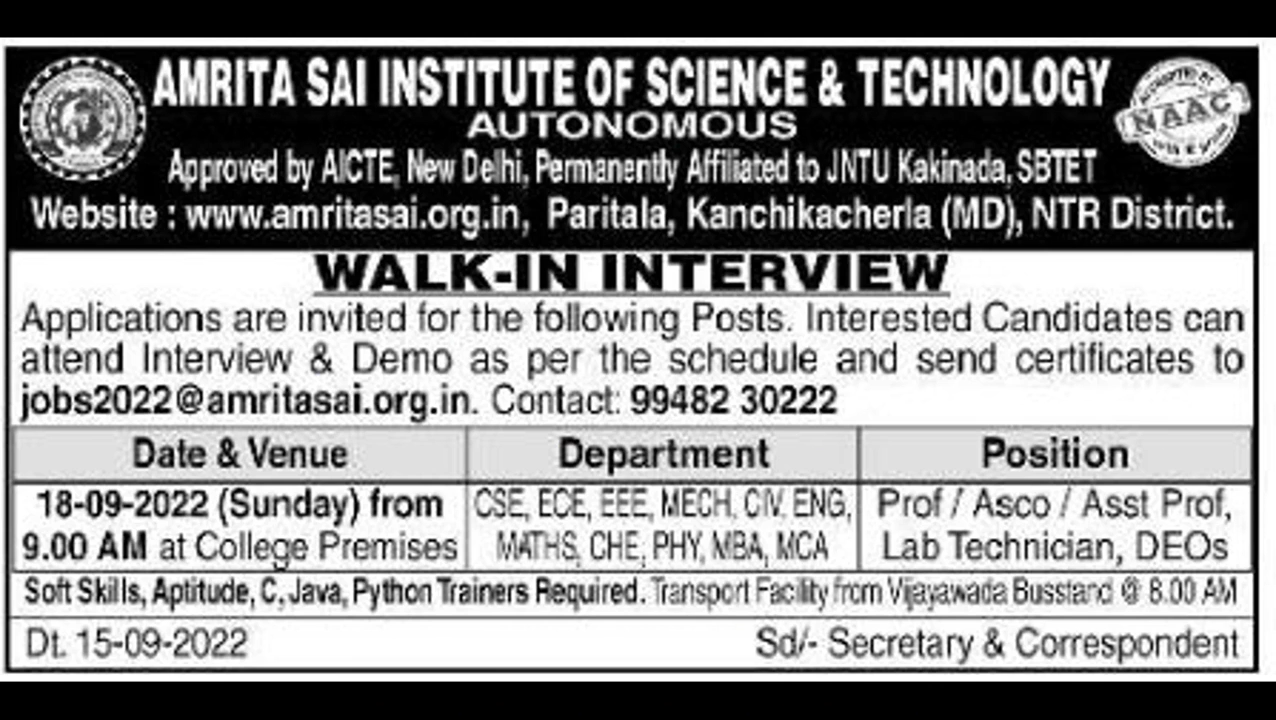 AMRITA SAI INSTITUTE OF SCIENCE & TECHNOLOGY
AUTONOMOUS
Approved by AICTE, New Delhi, Permanently Affiliated to JNTU Kakinada, SBTET
Website : www.amritasai.org.in, Paritala, Kanchikacherla (MD), NTR District.
NAAC
WALK-IN INTERVIEW
Applications are invited for the following Posts. Interested Candidates can
attend Interview & Demo as per the schedule and send certificates to
jobs2022@amritasai.org.in. Contact: 99482 30222
Date & Venue Department Position
18-09-2022 (Sunday) from CSE, ECE, EEE, MECH, CIV, ENG, Prof / Asco / Asst Prof,
9.00 AM at College Premises MATHS, CHE, PHY, MBA, MCA Lab Technician, DEOs
Soft Skills, Aptitude, C, Java, Python Trainers Required. Transport Facility from Vijayawada Busstand @ 8.00 AM
Dt. 15-09-2022 Sd/- Secretary & Correspondent